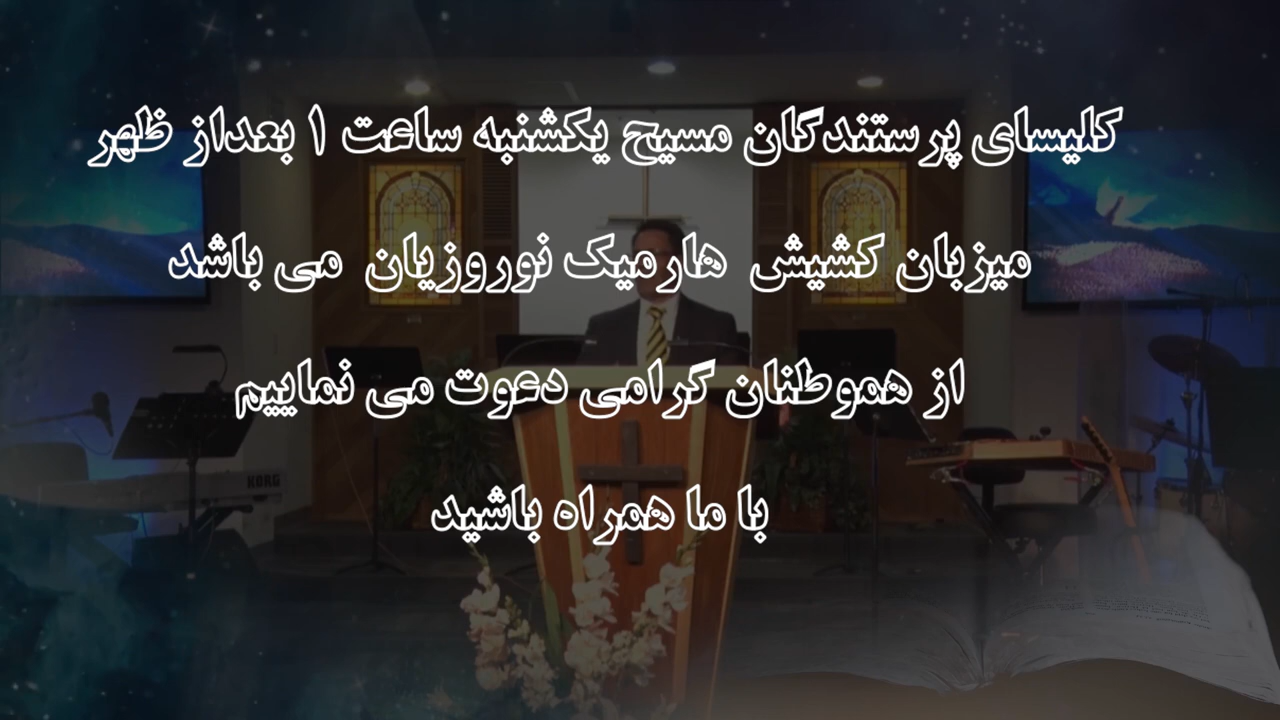 کلیسای پرستندگان مسیح یکشنبه ساعت ۱ بعداز ظهر
میزبان کشیش هارمیک نوروزیان می باشد
از هموطنان گرامی دعوت می نماییم
با ما همراه باشید
KORG